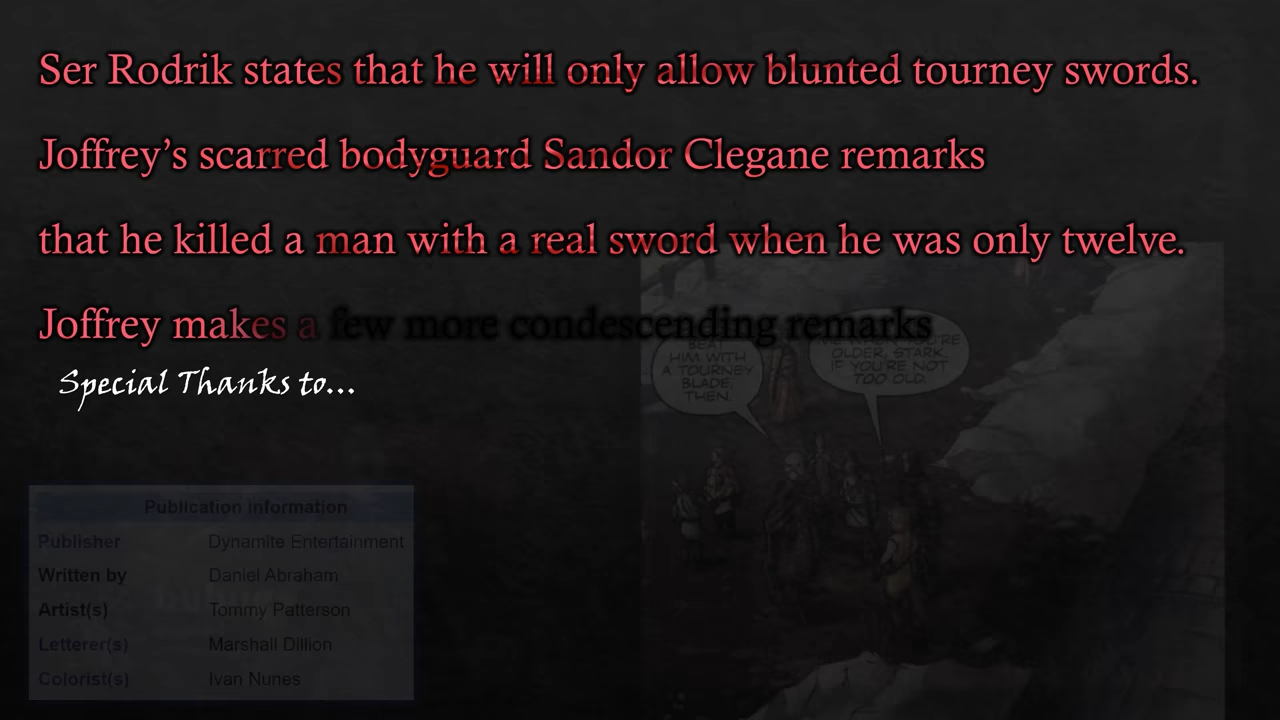 Ser Rodrik states that he will only allow blunted tourney swords.
Joffrey’s scarred bodyguard Sandor Clegane remarks
that he killed a man with a real sword when he was only twelve.
Joffrey makes a few more condescending remarks
Special Thanks to...
BEAT
HIM WITH
A TOURNEY
BLADE,
THEN.
YOU'RE
OLDER, STARK.
IF YOU'RE NOT
TOO OLD.
Publication information
Publisher Dynamite Entertainment
Written by Daniel Abraham
Artist(s) Tommy Patterson
Letterer(s) Marshall Dillion
Colorist(s) Ivan Nunes